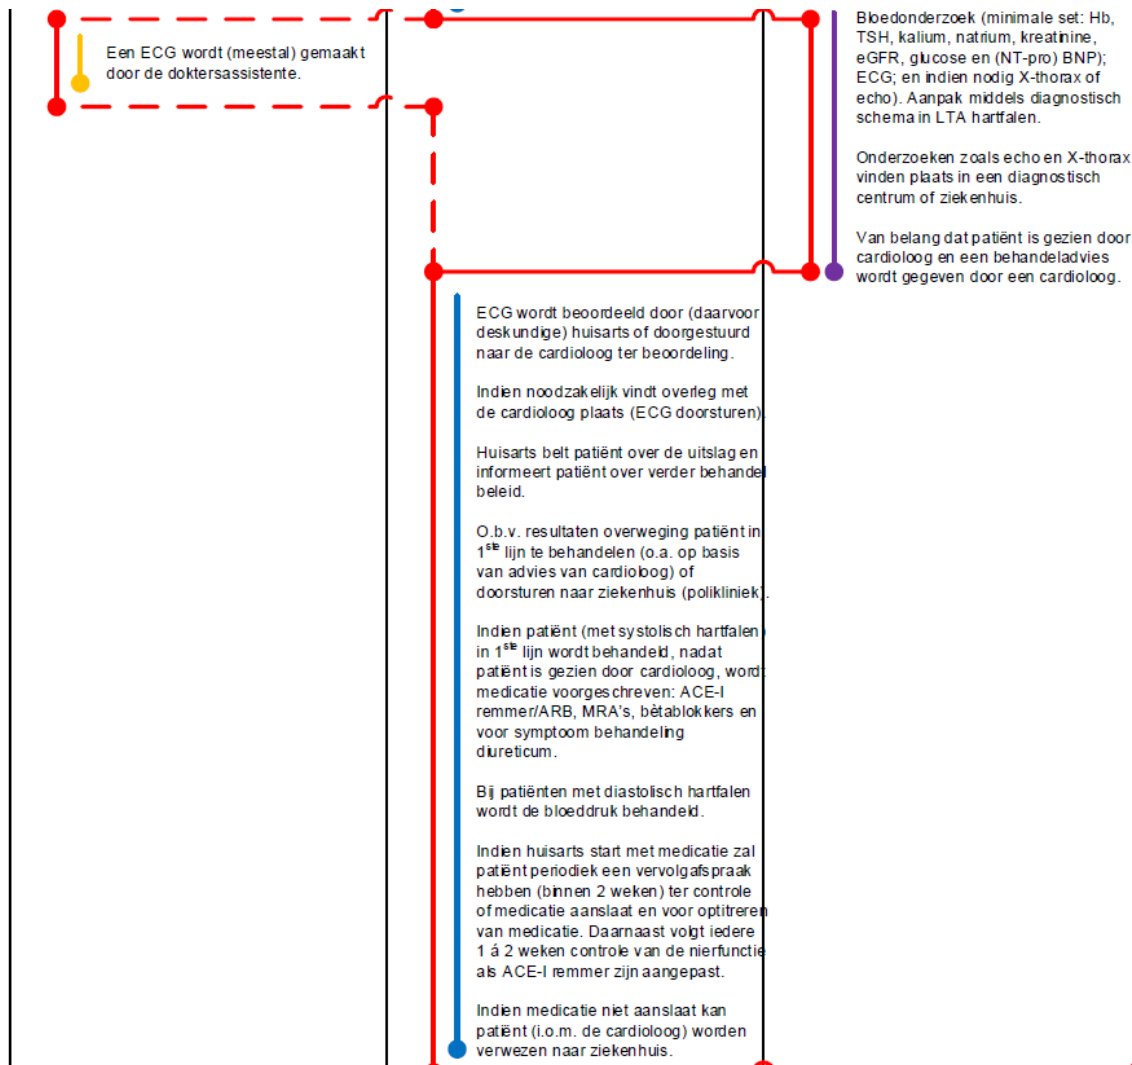 Een ECG wordt (meestal) gemaakt
door de doktersassistente.
Bloedonderzoek (minimale set: Hb,
TSH, kalium, natrium, kreatinine,
eGFR, glucose en (NT-pro) BNP);
ECG; en indien nodig X-thorax of
echo). Aanpak middels diagnostisch
schema in LTA hartfalen.
Onderzoeken zoals echo en X-thorax
vinden plaats in een diagnostisch
centrum of ziekenhuis.
Van belang dat patiënt is gezien door
cardioloog en een behandeladvies
wordt gegeven door een cardioloog.
ECG wordt beoordeeld door (daarvoor
deskundige) huisarts of doorgestuurd
naar de cardioloog ter beoordeling.
Indien noodzakelijk vindt overleg met
de cardioloog plaats (ECG doorsturen).
Huisarts belt patiënt over de uitslag en
informeert patiënt over verder behandel
beleid.
O.b.v. resultaten overweging patiënt in
1ste lijn te behandelen (o.a. op basis
van advies van cardioloog) of
doorsturen naar ziekenhuis (polikliniek).
Indien patiënt (met systolisch hartfalen)
in 1ste lijn wordt behandeld, nadat
patiënt is gezien door cardioloog, wordt
medicatie voorgeschreven: ACE-I
remmer/ARB, MRA's, bètablokkers en
voor symptoom behandeling
diureticum.
Bij patiënten met diastolisch hartfalen
wordt de bloeddruk behandeld.
Indien huisarts start met medicatie zal
patiënt periodiek een vervolgafspraak
hebben (binnen 2 weken) ter controle
of medicatie aanslaat en voor optitreren
van medicatie. Daarnaast volgt iedere
1 á 2 weken controle van de nierfunctie
als ACE-I remmer zijn aangepast.
Indien medicatie niet aanslaat kan
patiënt (i.o.m. de cardioloog) worden
verwezen naar ziekenhuis.